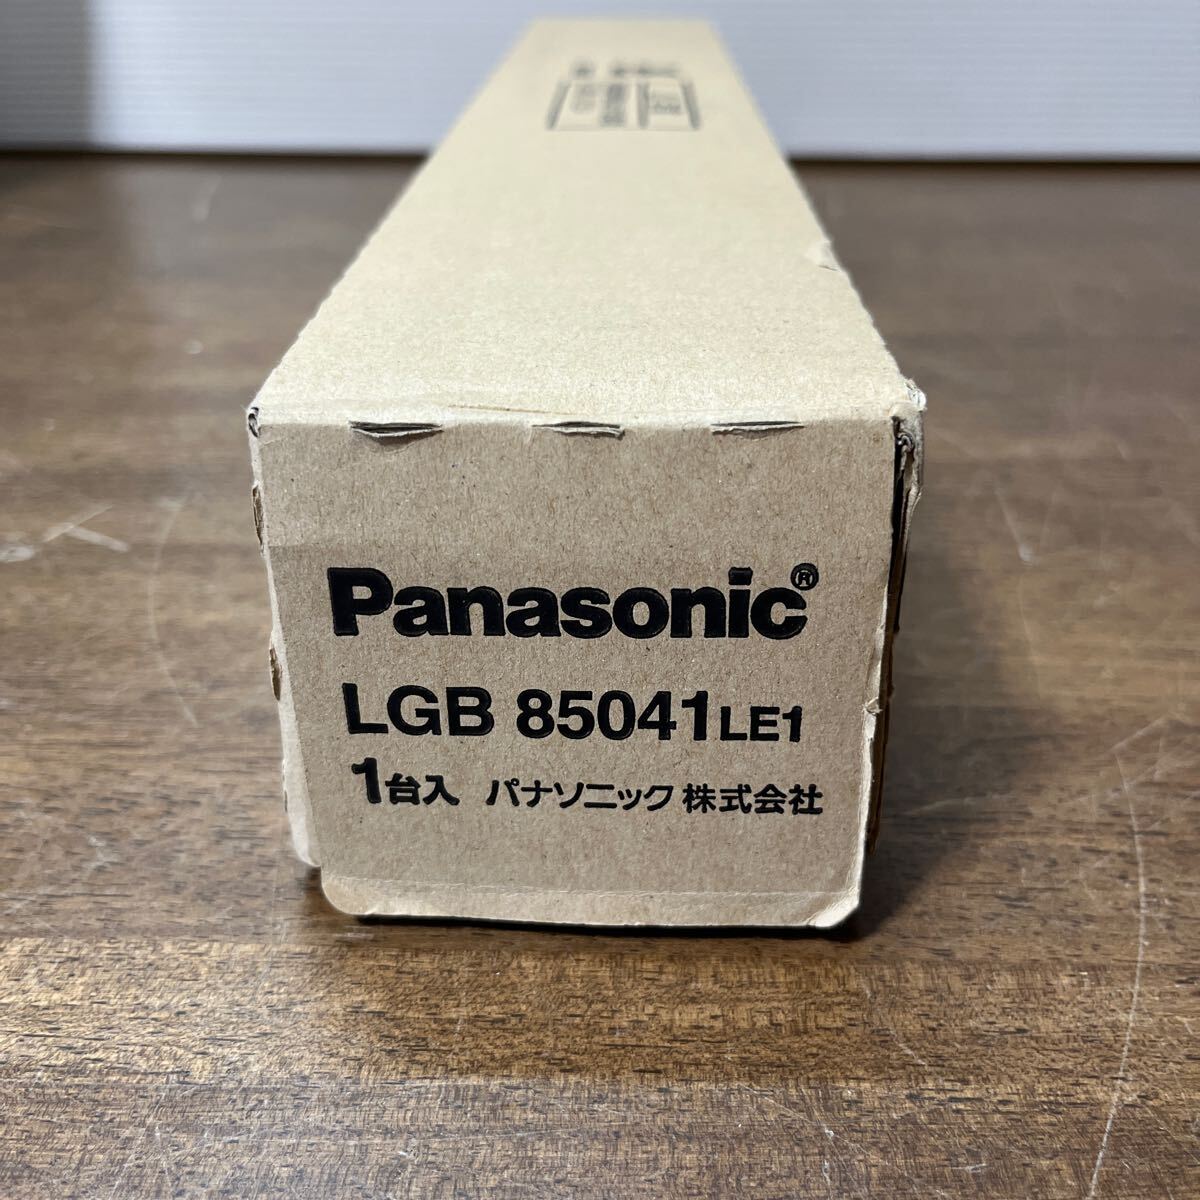 Panasonic®
LGB 85041 LE1
1台入 パナソニック株式会社